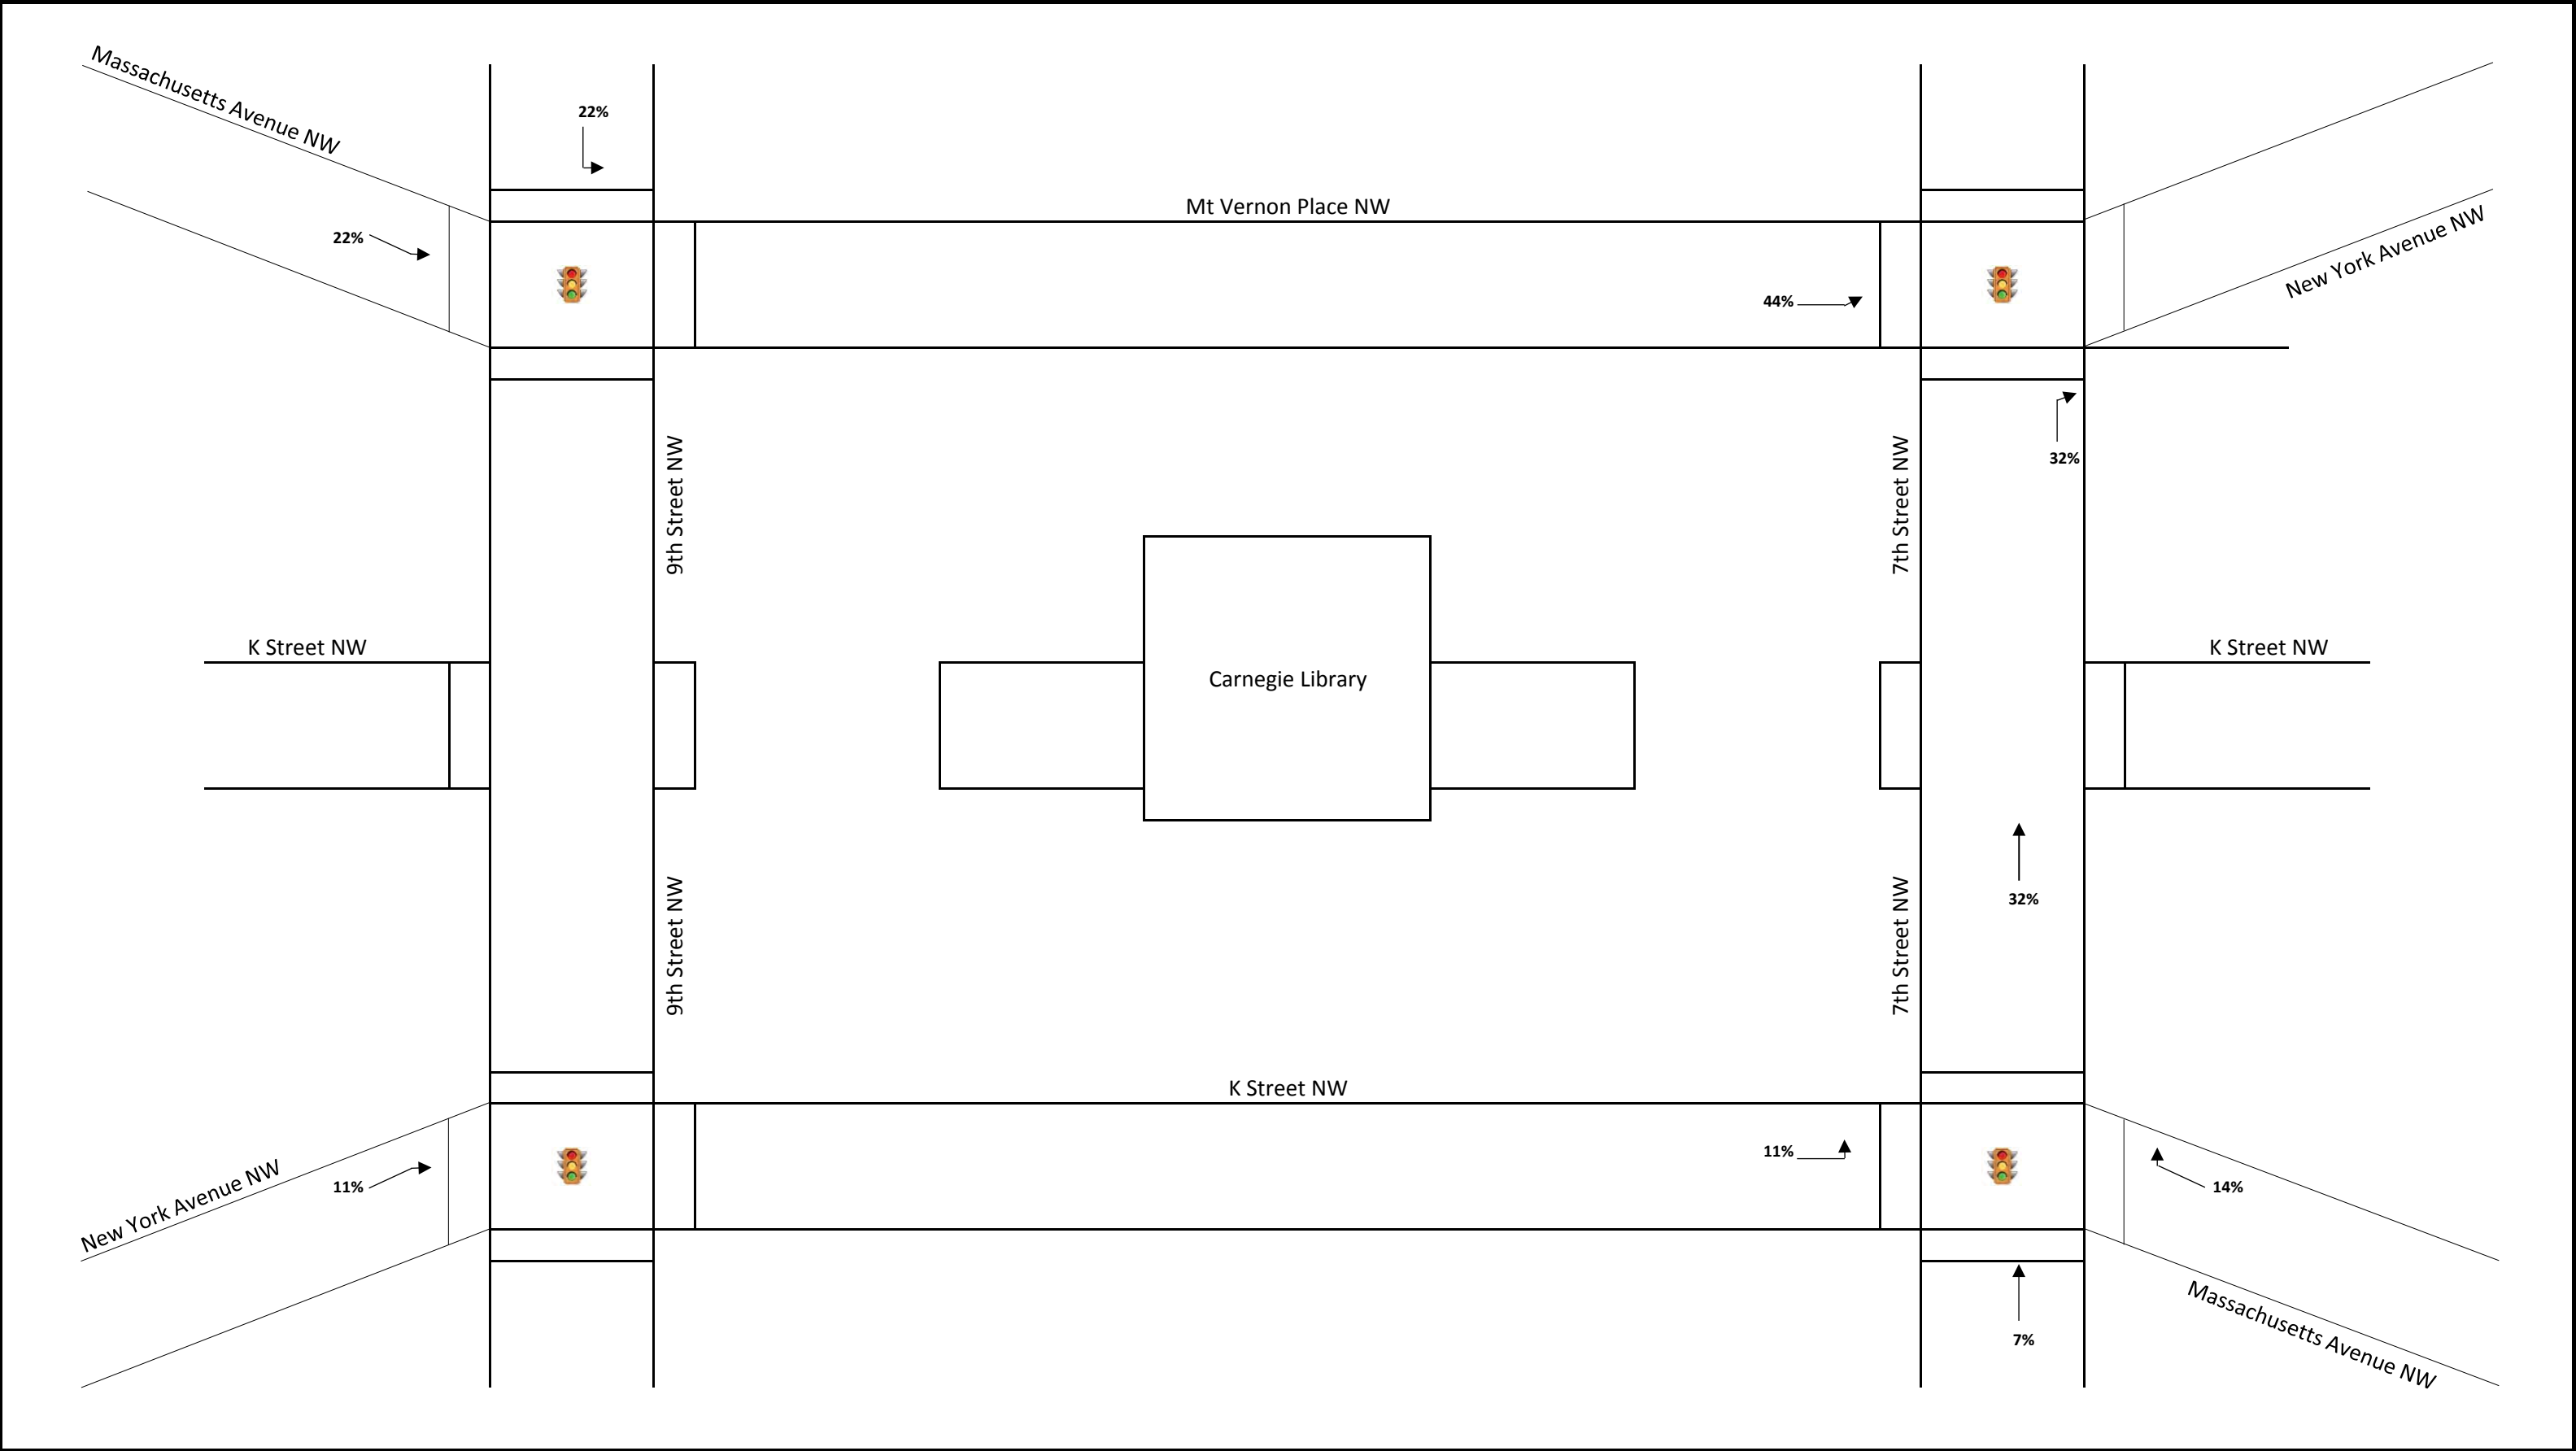 Massachusetts Avenue NW
22%
Mt Vernon Place NW
22%
New York Avenue NW
44%
9th Street NW
7th Street NW
32%
K Street NW
K Street NW
Carnegie Library
32%
9th Street NW
7th Street NW
K Street NW
11%
New York Avenue NW
11%
14%
Massachusetts Avenue NW
7%